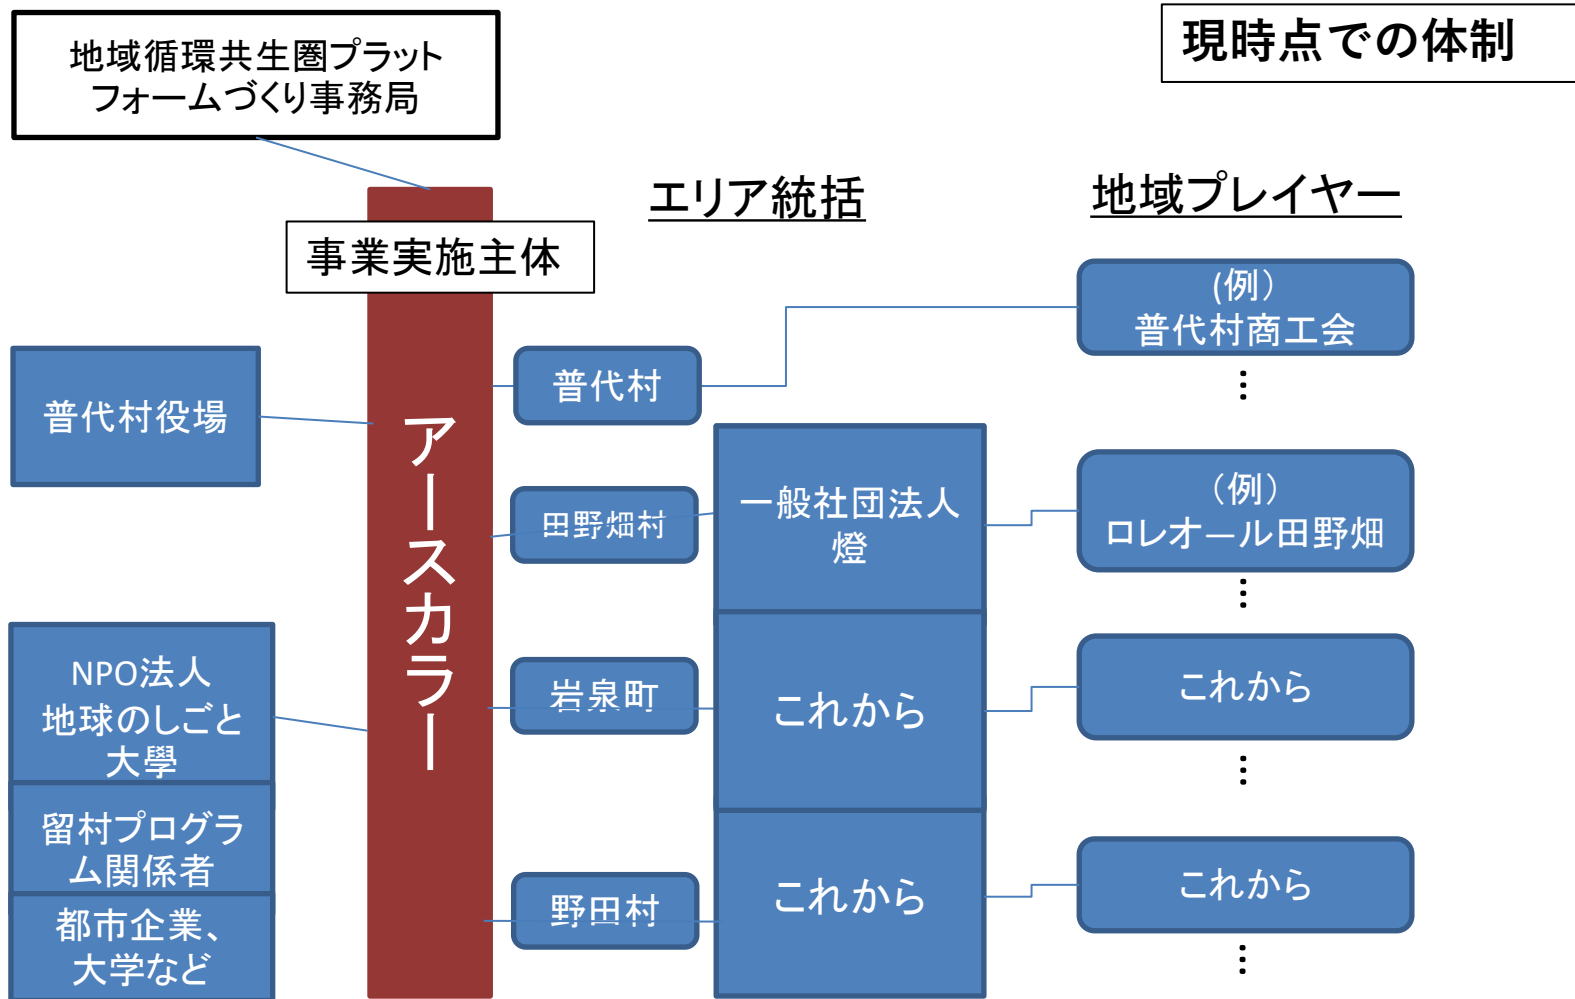 地域循環共生圏プラット
フォームづくり事務局
現時点での体制
エリア統括
地域プレイヤー
事業実施主体
アースカラー
普代村役場
NPO法人
地球のしごと
大學
留村プログラ
ム関係者
都市企業、
大学など
普代村
(例）
普代村商工会
…
田野畑村
一般社団法人
燈
（例）
ロレオール田野畑
…
岩泉町
これから
これから
…
野田村
これから
これから
…